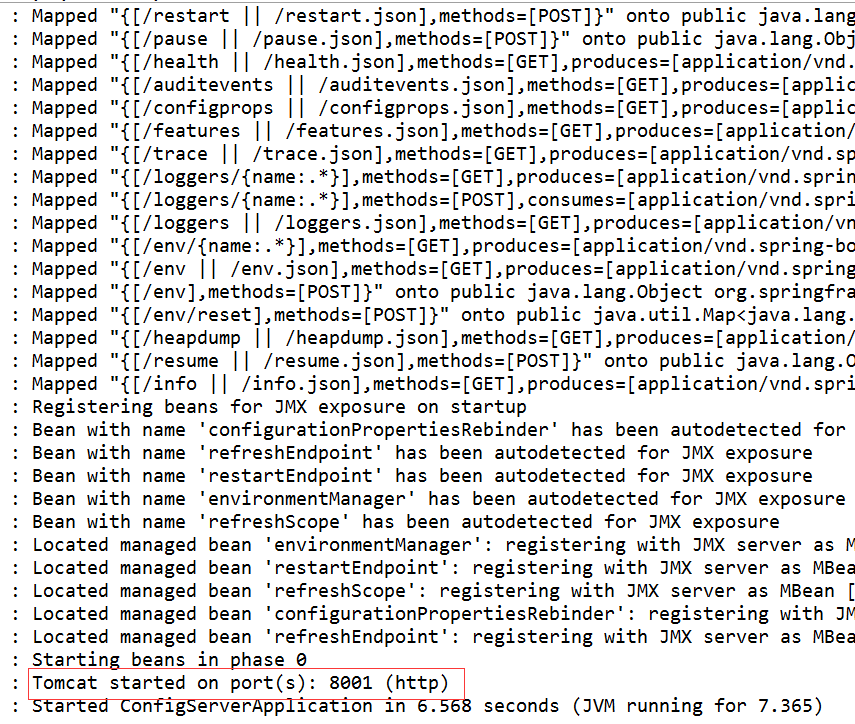 : Mapped "{[/restart || /restart.json],methods=[POST]}" onto public java.lang
: Mapped "{[/pause || /pause.json],methods=[POST]}" onto public java.lang.Obj
: Mapped "{[/health || /health.json],methods=[GET],produces=[application/vnd.
: Mapped "{[/auditevents || /auditevents.json],methods=[GET],produces=[applic
: Mapped "{[/configprops || /configprops.json],methods=[GET],produces=[applic
: Mapped "{[/features || /features.json],methods=[GET],produces=[application/
: Mapped "{[/trace || /trace.json],methods=[GET],produces=[application/vnd.sp
: Mapped "{[/loggers/{name:.*}],methods=[GET],produces=[application/vnd.sprin
: Mapped "{[/loggers/{name:.*}],methods=[POST],consumes=[application/vnd.spri
: Mapped "{[/loggers || /loggers.json],methods=[GET],produces=[application/vn
: Mapped "{[/env/{name:.*}],methods=[GET],produces=[application/vnd.spring-bo
: Mapped "{[/env || /env.json],methods=[GET],produces=[application/vnd.spring
: Mapped "{[/env],methods=[POST]}" onto public java.lang.Object org.springfra
: Mapped "{[/env/reset],methods=[POST]}" onto public java.util.Map<java.lang.
: Mapped "{[/heapdump || /heapdump.json],methods=[GET],produces=[application/
: Mapped "{[/resume || /resume.json],methods=[POST]}" onto public java.lang.O
: Mapped "{[/info || /info.json],methods=[GET],produces=[application/vnd.spri
: Registering beans for JMX exposure on startup
: Bean with name 'configurationPropertiesRebinder' has been autodetected for
: Bean with name 'refreshEndpoint' has been autodetected for JMX exposure
: Bean with name 'restartEndpoint' has been autodetected for JMX exposure
: Bean with name 'environmentManager' has been autodetected for JMX exposure
: Bean with name 'refreshScope' has been autodetected for JMX exposure
: Located managed bean 'environmentManager': registering with JMX server as M
: Located managed bean 'restartEndpoint': registering with JMX server as MBea
: Located managed bean 'refreshScope': registering with JMX server as MBean [
: Located managed bean 'configurationPropertiesRebinder': registering with JM
: Located managed bean 'refreshEndpoint': registering with JMX server as MBea
: Starting beans in phase 0
: Tomcat started on port(s): 8001 (http)
: Started ConfigServerApplication in 6.568 seconds (JVM running for 7.365)